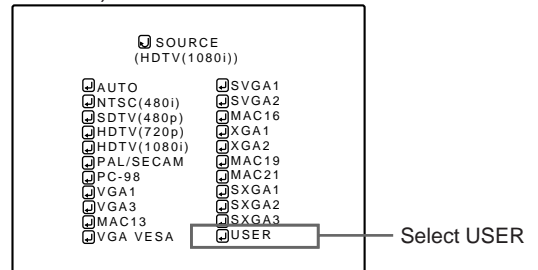 SOURCE
(HDTV(1080i))
AUTO
NTSC(480i)
SDTV(480p)
HDTV(720p)
HDTV(1080i)
PAL/SECAM
PC-98
VGA1
VGA3
MAC13
VGA VESA
SVGA1
SVGA2
MAC16
XGA1
XGA2
MAC19
MAC21
SXGA1
SXGA2
SXGA3
USER
Select USER